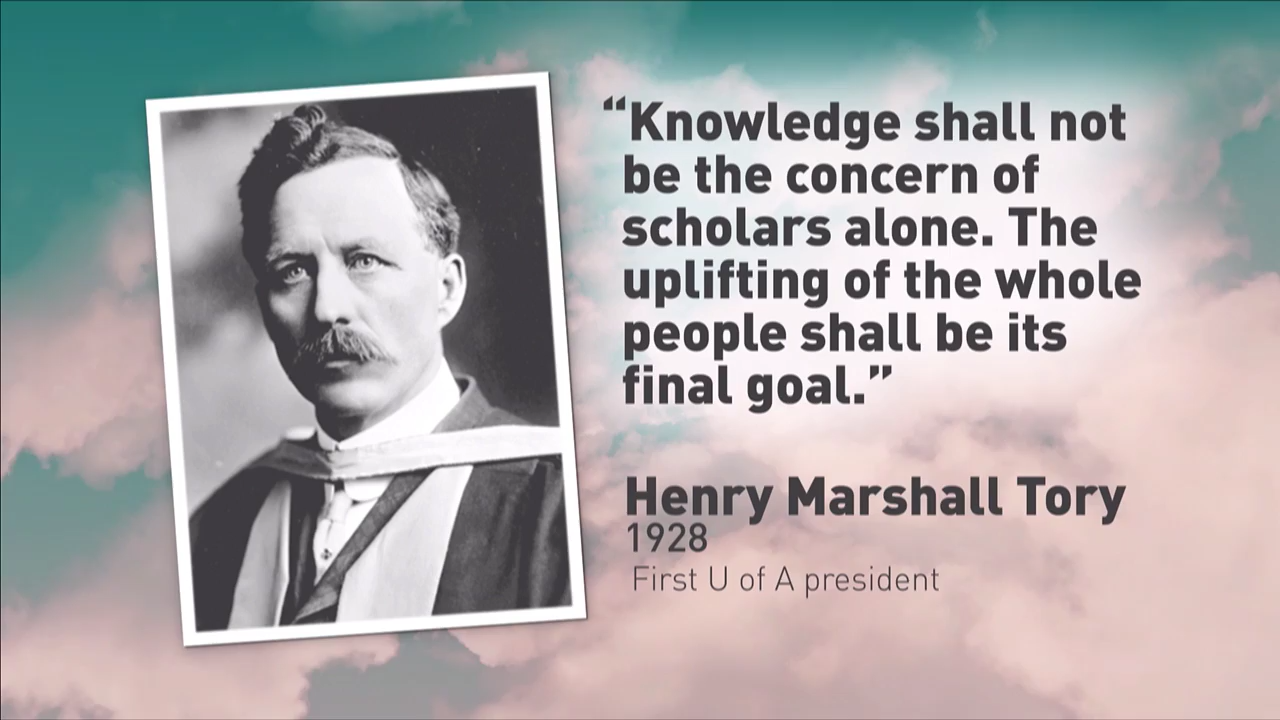 “Knowledge shall not
be the concern of
scholars alone. The
uplifting of the whole
people shall be its
final goal.”
Henry Marshall Tory
1928
First U of A president